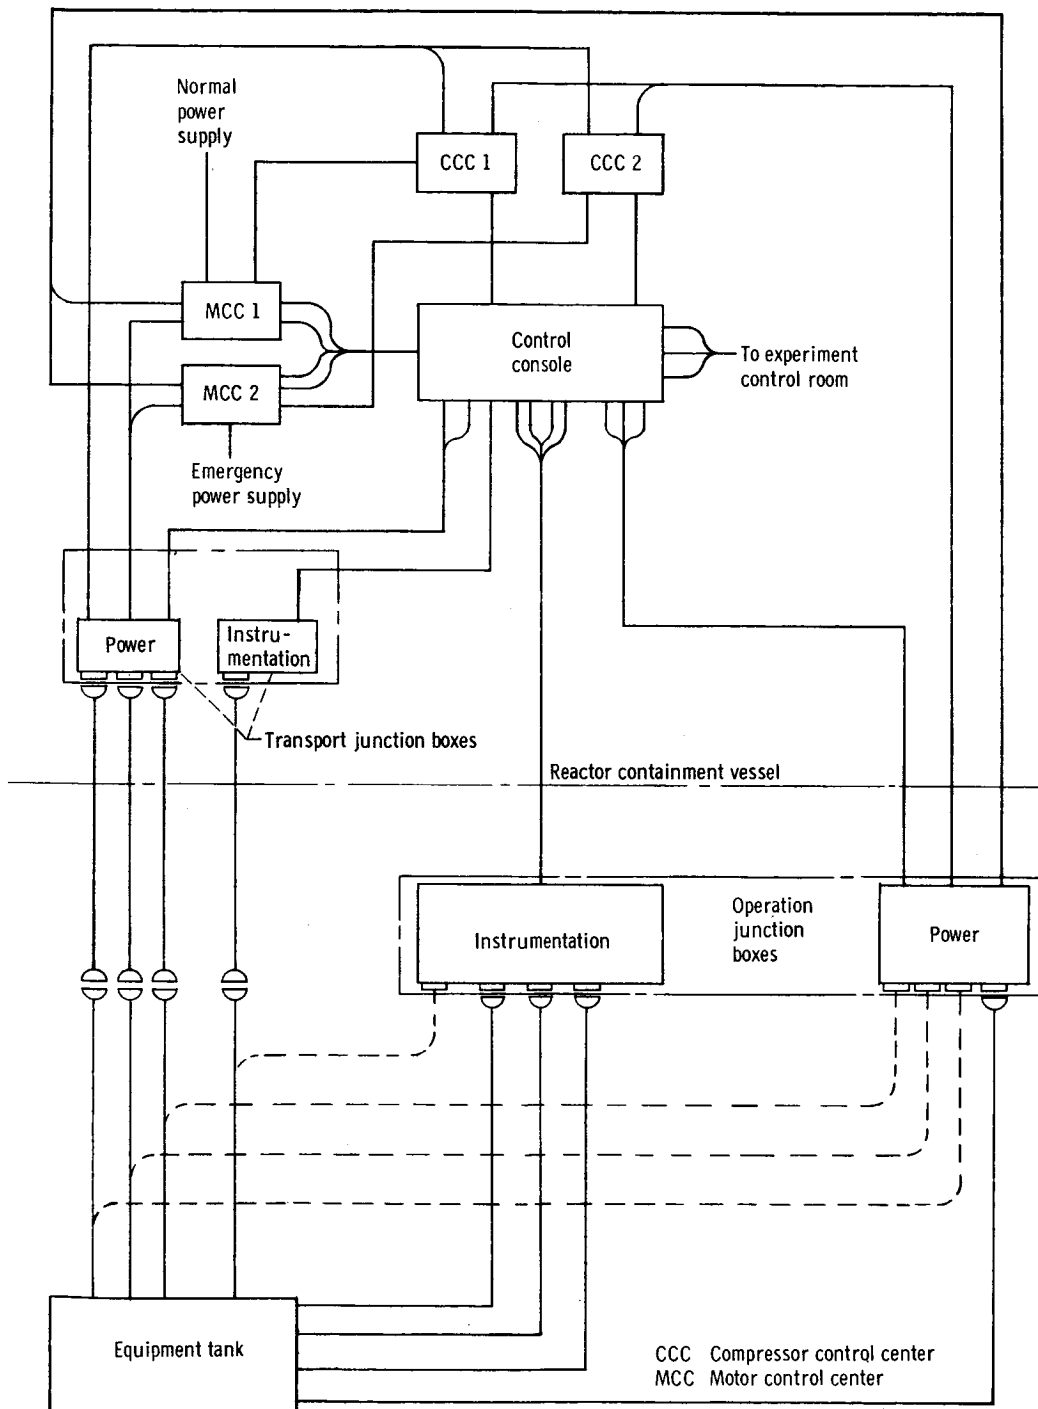 Normal
power
supply
CCC 1
CCC 2
MCC 1
Control
console
To experiment
control room
MCC 2
Emergency
power supply
Power
Instru-
mentation
Transport junction boxes
Reactor containment vessel
Instrumentation
Operation
junction
boxes
Power
Equipment tank
CCC Compressor control center
MCC Motor control center